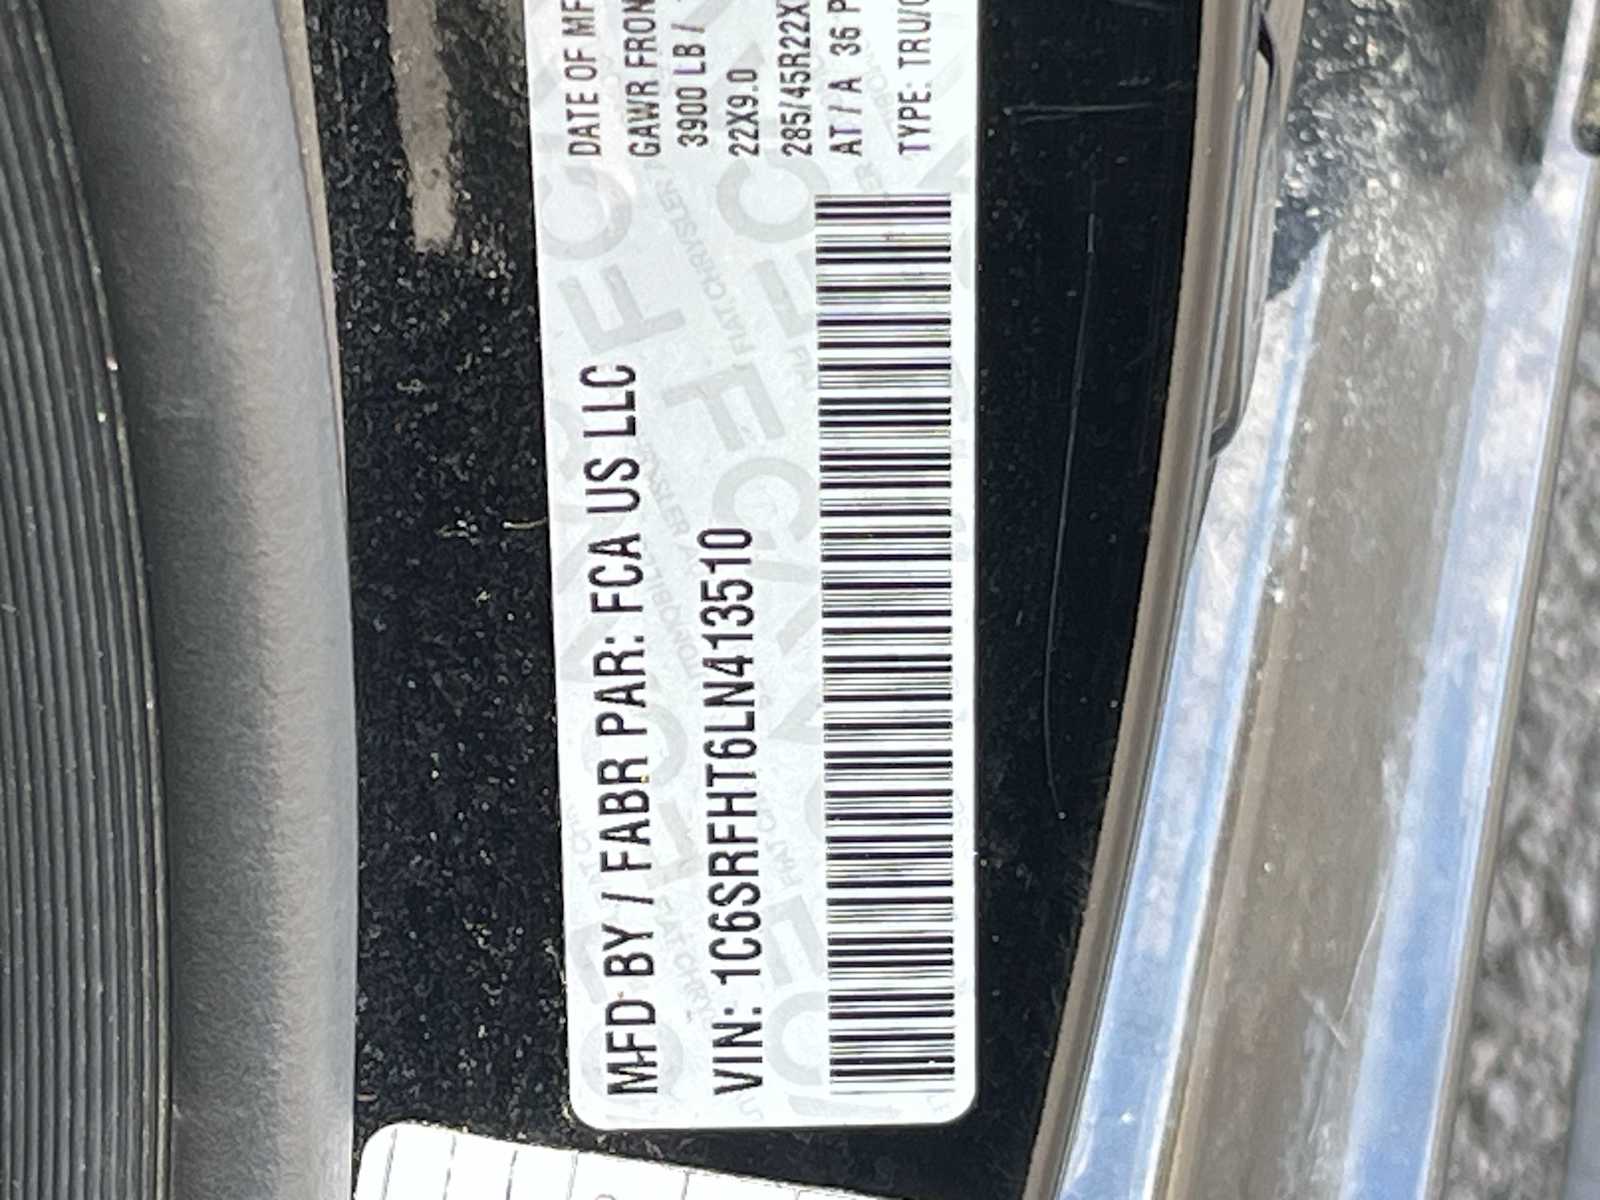 MFD BY / FABR PAR: FCA US LLC
VIN: 1C6SRFHT6LN413510
DATE OF MF
GAWR FRON
3900 LB /
22X9.0
285/45R22X
AT / A 36 P
TYPE: TRU/C